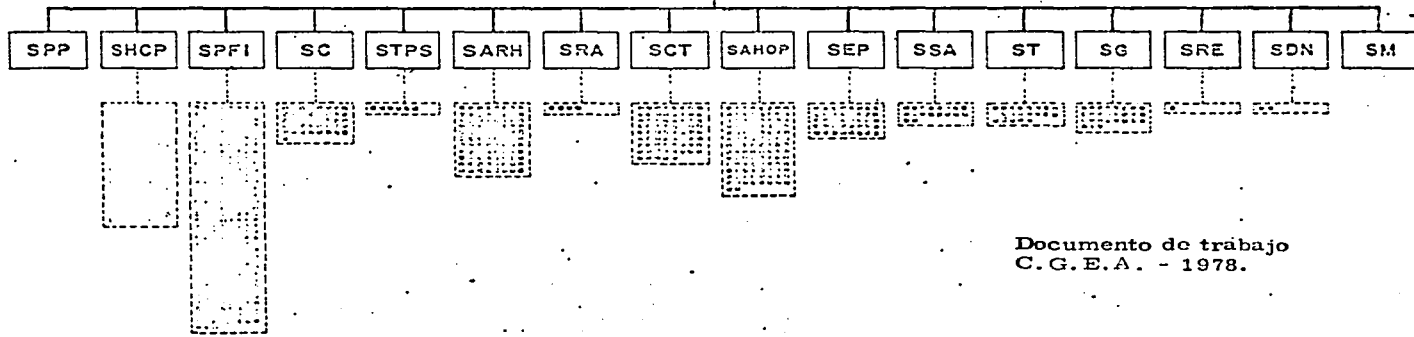 SPP SHCP SPFI SC STPS SARH SRA SCT SAHOP SEP SSA ST SG SRE SDN SM
Documento de trabajo
C.G.E.A. - 1978.